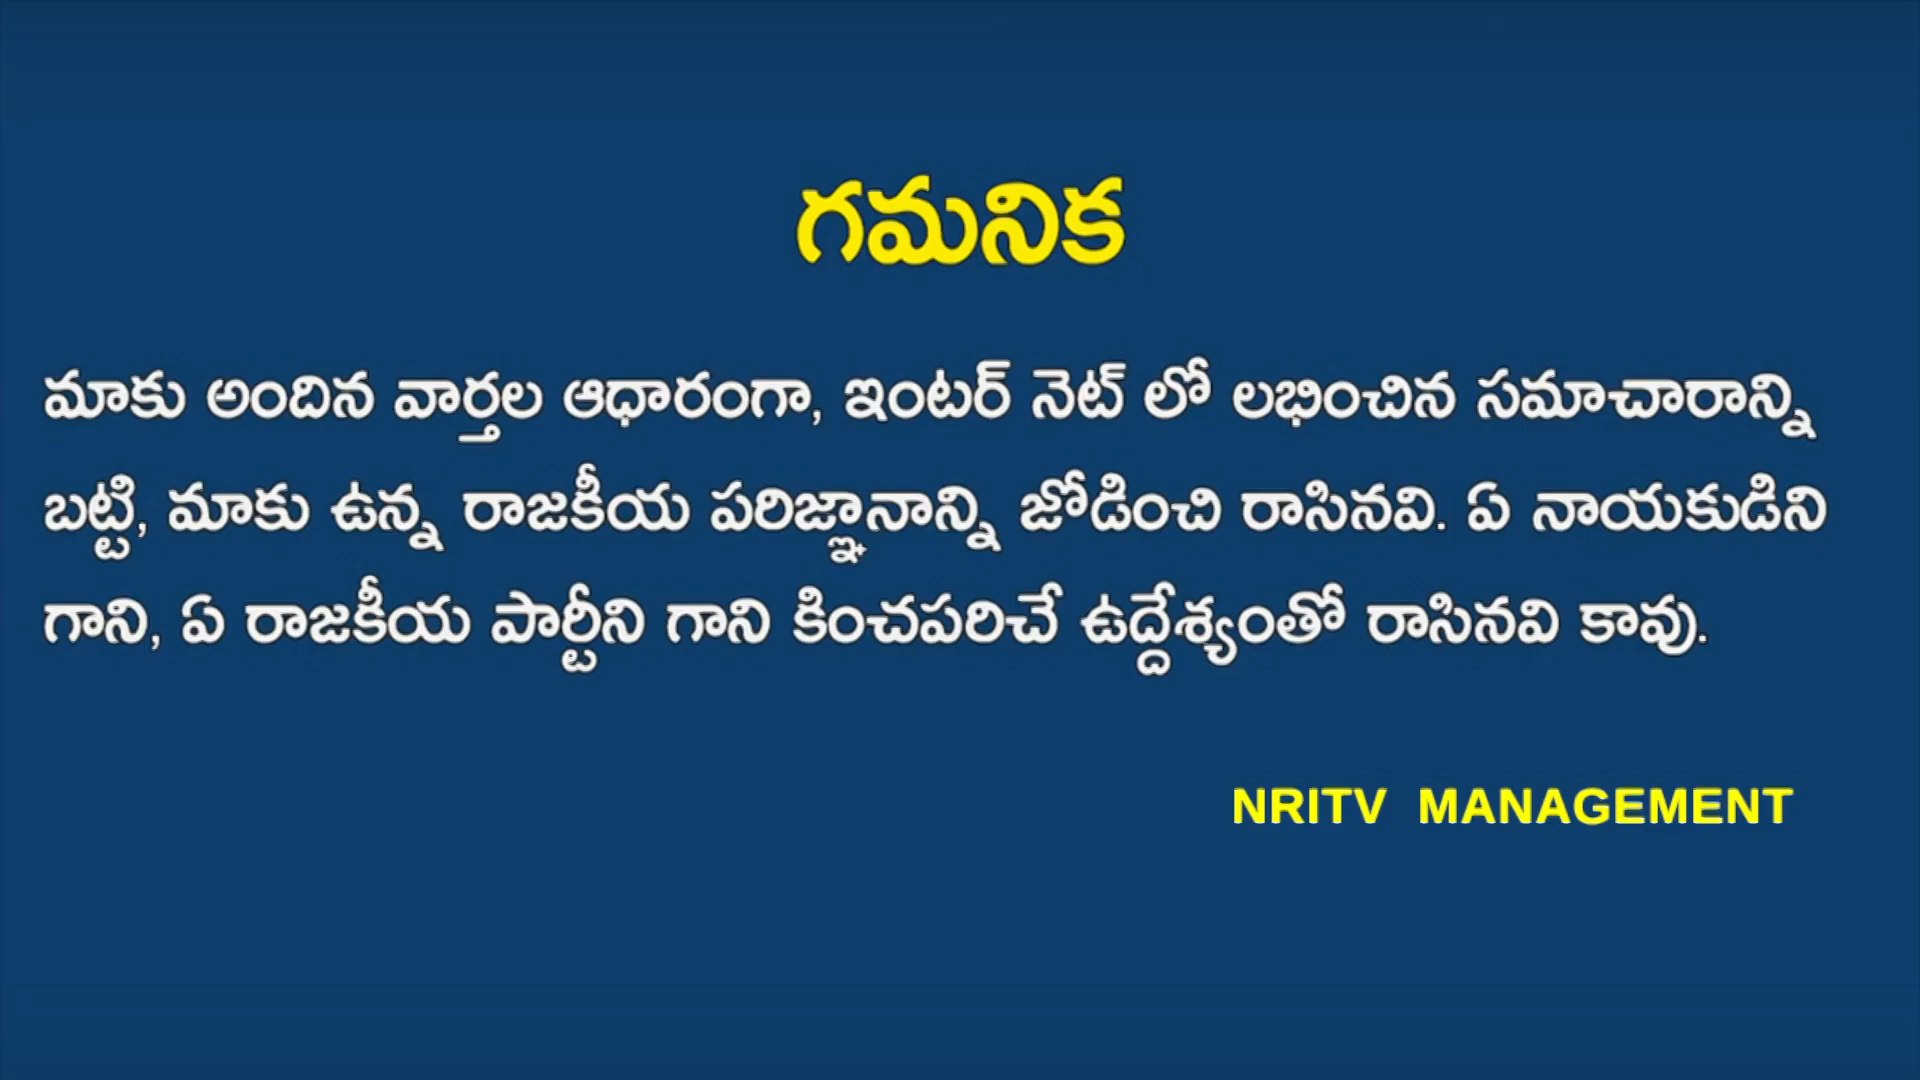 గమనిక
మాకు అందిన వార్తల ఆధారంగా, ఇంటర్ నెట్ లో లభించిన సమాచారాన్ని
బట్టి, మాకు ఉన్న రాజకీయ పరిజ్ఞానాన్ని జోడించి రాసినవి. ఏ నాయకుడిని
గాని, ఏ రాజకీయ పార్టీని గాని కించపరిచే ఉద్దేశ్యంతో రాసినవి కావు.
NRITV MANAGEMENT